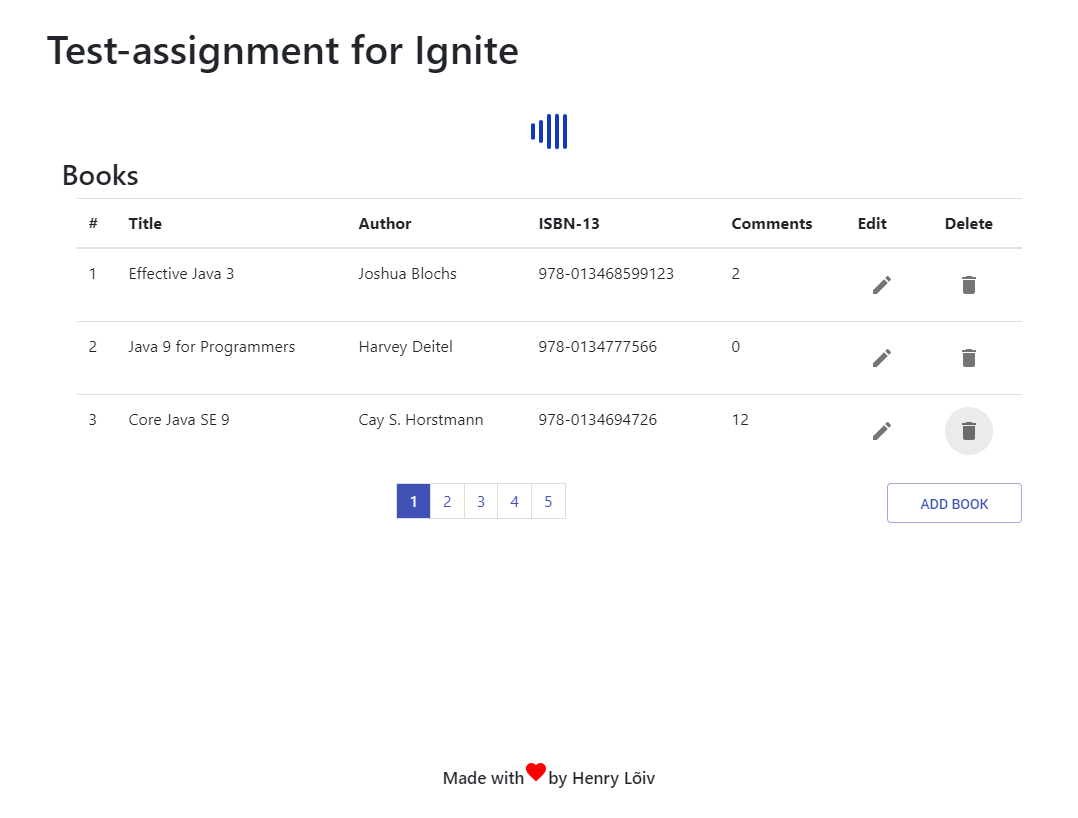 Test-assignment for Ignite
Books
# Title Author ISBN-13 Comments Edit Delete
1 Effective Java 3 Joshua Blochs 978-013468599123 2
2 Java 9 for Programmers Harvey Deitel 978-0134777566 0
3 Core Java SE 9 Cay S. Horstmann 978-0134694726 12
1 2 3 4 5 ADD BOOK
Made with by Henry Lõiv